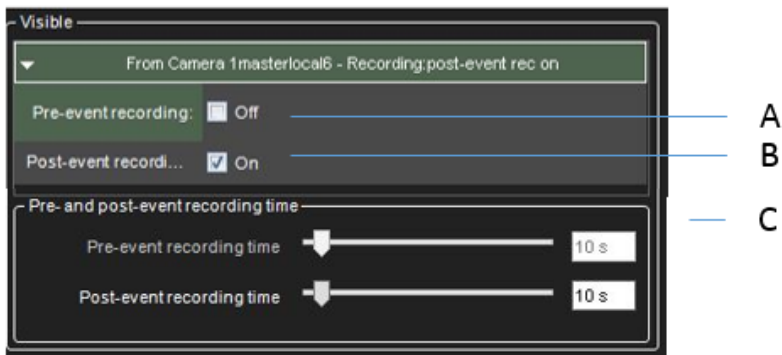 Visible
From Camera 1masterlocal6 - Recording:post-event rec on
Pre-event recording: Off
A
Post-event recordi... On
B
Pre- and post-event recording time
C
Pre-event recording time 10 s
Post-event recording time 10 s